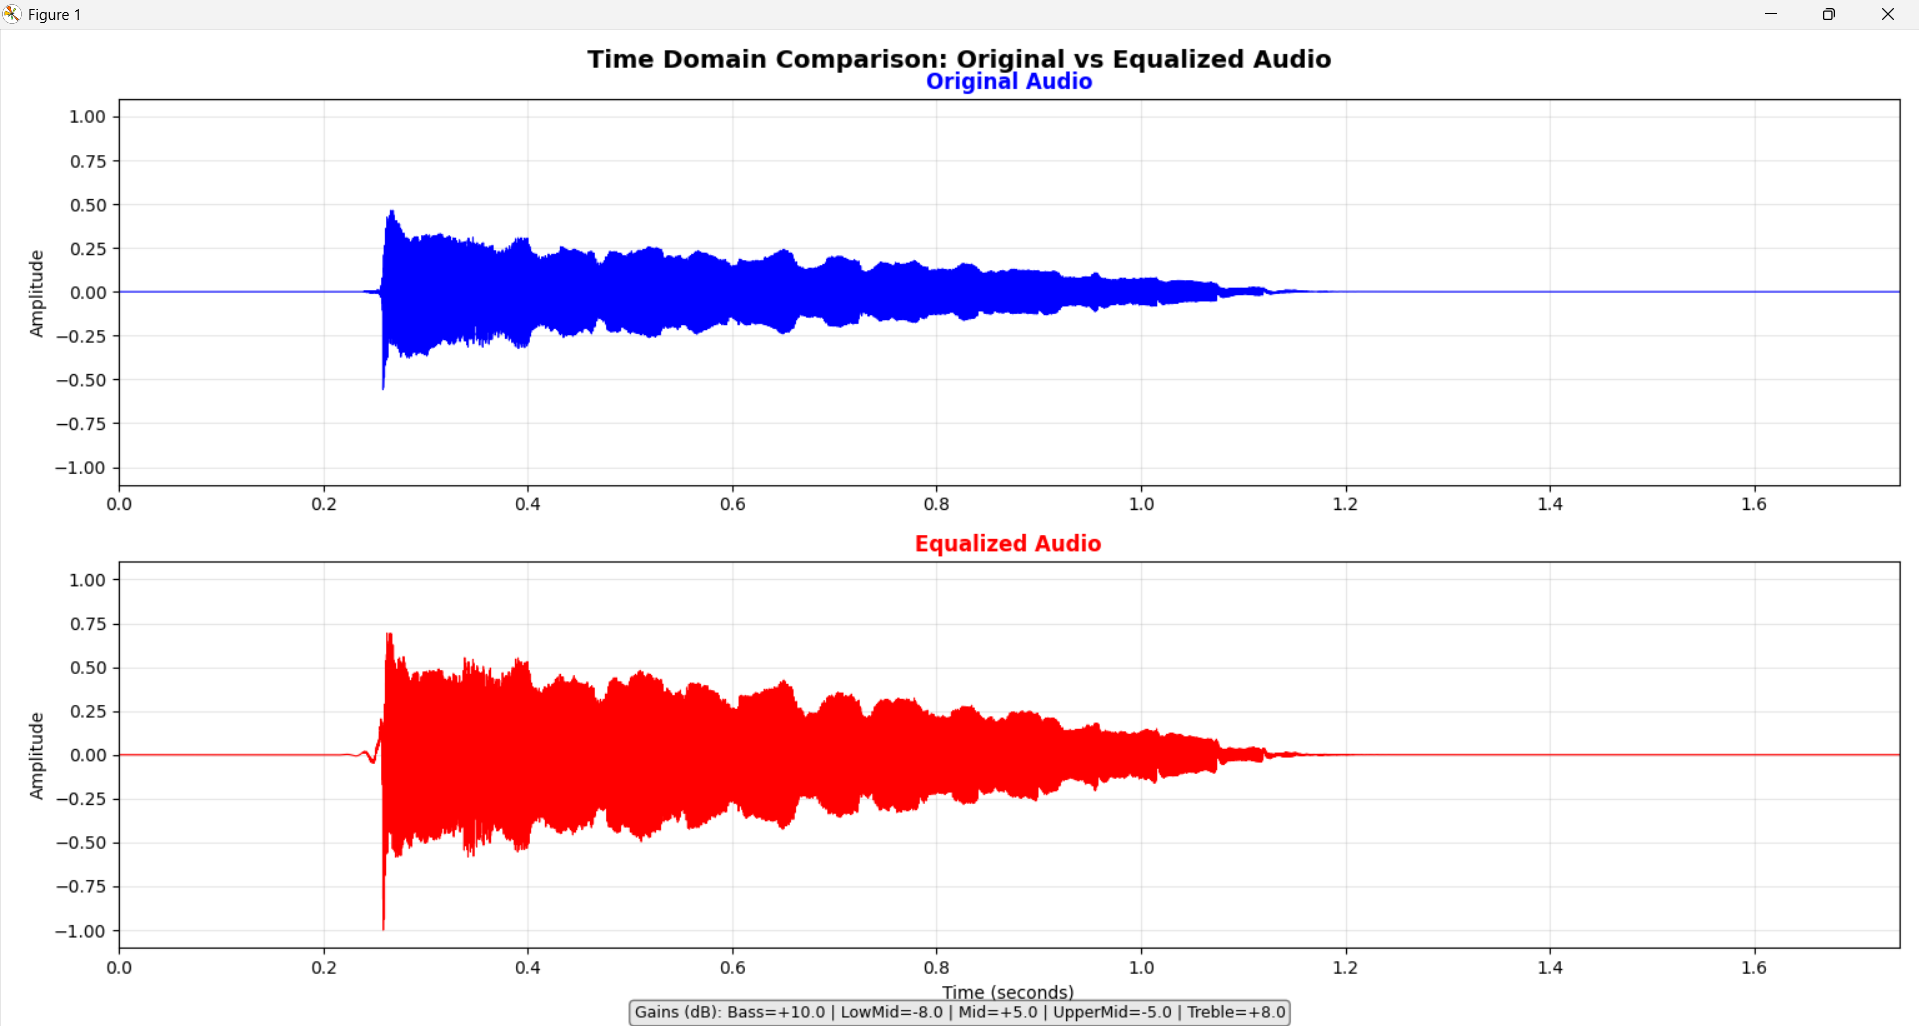 Figure 1
Time Domain Comparison: Original vs Equalized Audio
Original Audio
1.00
0.75
0.50
0.25
0.00
−0.25
−0.50
−0.75
−1.00
Amplitude
0.0 0.2 0.4 0.6 0.8 1.0 1.2 1.4 1.6
Equalized Audio
1.00
0.75
0.50
0.25
0.00
−0.25
−0.50
−0.75
−1.00
Amplitude
0.0 0.2 0.4 0.6 0.8 1.0 1.2 1.4 1.6
Time (seconds)
Gains (dB): Bass=+10.0 | LowMid=-8.0 | Mid=+5.0 | UpperMid=-5.0 | Treble=+8.0